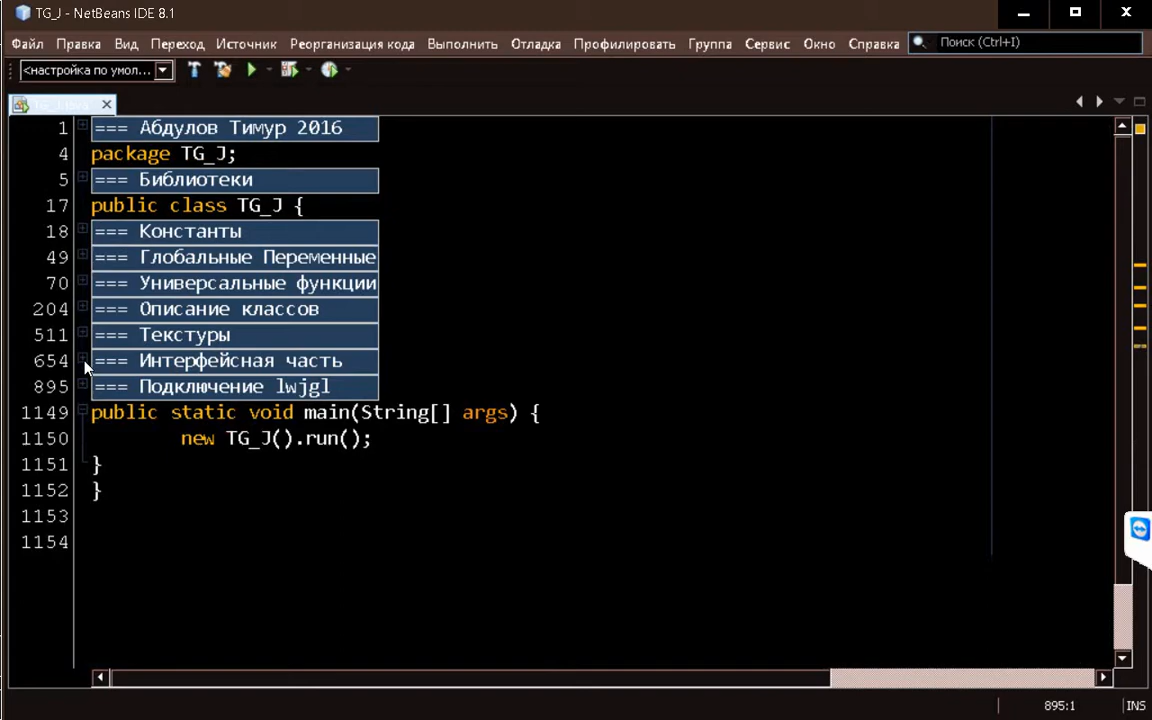 TG_J - NetBeans IDE 8.1
Файл Правка Вид Переход Источник Реорганизация кода Выполнить Отладка Профилировать Группа Сервис Окно Справка Поиск (Ctrl+I)
<настройка по умол...
1 === Абдулов Тимур 2016
4 package TG_J;
5 === Библиотеки
17 public class TG_J {
18 === Константы
49 === Глобальные Переменные
70 === Универсальные функции
204 === Описание классов
511 === Текстуры
654 === Интерфейсная часть
895 === Подключение lwjgl
1149 public static void main(String[] args) {
1150 new TG_J().run();
1151 }
1152 }
1153
1154
895:1 INS